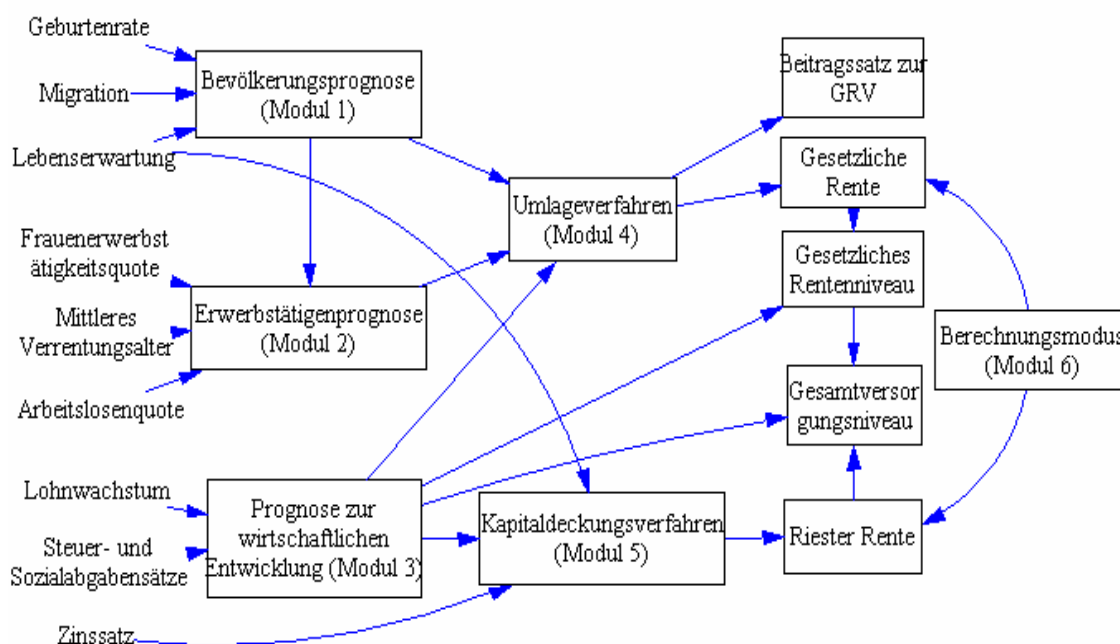 Geburtenrate
Migration
Lebenserwartung
Bevölkerungsprognose
(Modul 1)
Frauenerwerbst
ätigkeitsquote
Mittleres
Verrentungsalter
Arbeitslosenquote
Erwerbstätigenprognose
(Modul 2)
Lohnwachstum
Steuer- und
Sozialabgabensätze
Zinssatz
Prognose zur
wirtschaftlichen
Entwicklung (Modul 3)
Umlageverfahren
(Modul 4)
Kapitaldeckungsverfahren
(Modul 5)
Beitragssatz zur
GRV
Gesetzliche
Rente
Gesetzliches
Rentenniveau
Gesamtversor
gungsniveau
Riester Rente
Berechnungsmodus
(Modul 6)